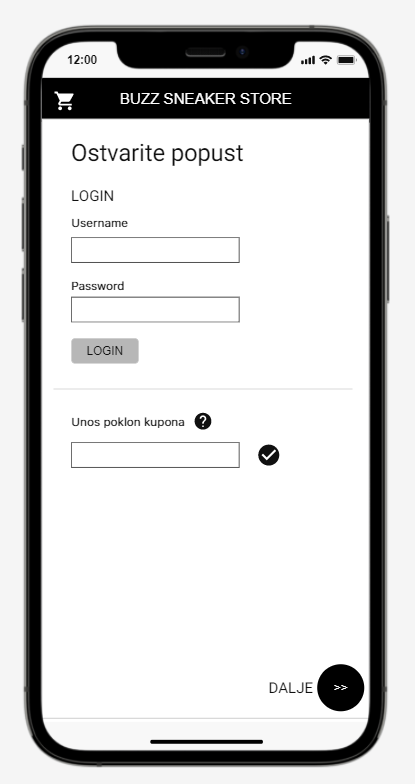 12:00
BUZZ SNEAKER STORE
Ostvarite popust
LOGIN
Username
Password
LOGIN
Unos poklon kupona ?
DALJE >>